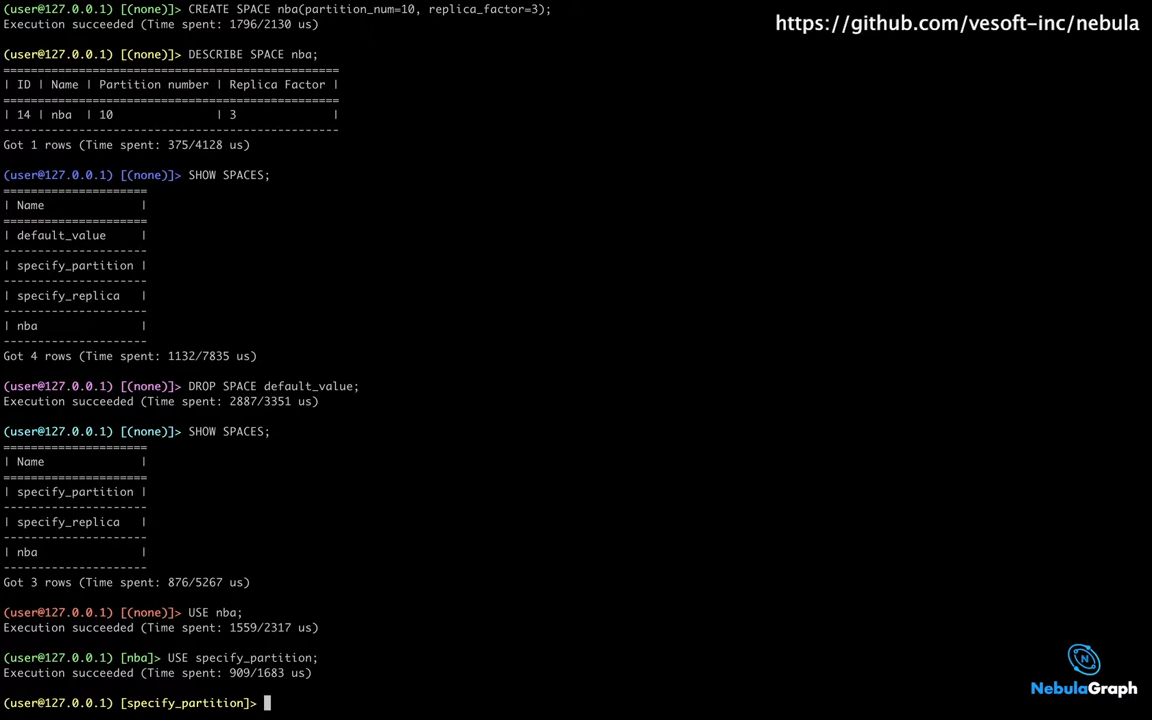 (user@127.0.0.1) [(none)]> CREATE SPACE nba(partition_num=10, replica_factor=3);
Execution succeeded (Time spent: 1796/2130 us)
https://github.com/vesoft-inc/nebula
(user@127.0.0.1) [(none)]> DESCRIBE SPACE nba;
=================================================
| ID | Name | Partition number | Replica Factor |
=================================================
| 14 | nba  | 10               | 3              |
-------------------------------------------------
Got 1 rows (Time spent: 375/4128 us)
(user@127.0.0.1) [(none)]> SHOW SPACES;
=====================
| Name              |
=====================
| default_value     |
---------------------
| specify_partition |
---------------------
| specify_replica   |
---------------------
| nba               |
---------------------
Got 4 rows (Time spent: 1132/7835 us)
(user@127.0.0.1) [(none)]> DROP SPACE default_value;
Execution succeeded (Time spent: 2887/3351 us)
(user@127.0.0.1) [(none)]> SHOW SPACES;
=====================
| Name              |
=====================
| specify_partition |
---------------------
| specify_replica   |
---------------------
| nba               |
---------------------
Got 3 rows (Time spent: 876/5267 us)
(user@127.0.0.1) [(none)]> USE nba;
Execution succeeded (Time spent: 1559/2317 us)
(user@127.0.0.1) [nba]> USE specify_partition;
Execution succeeded (Time spent: 909/1683 us)
(user@127.0.0.1) [specify_partition]>
N
NebulaGraph